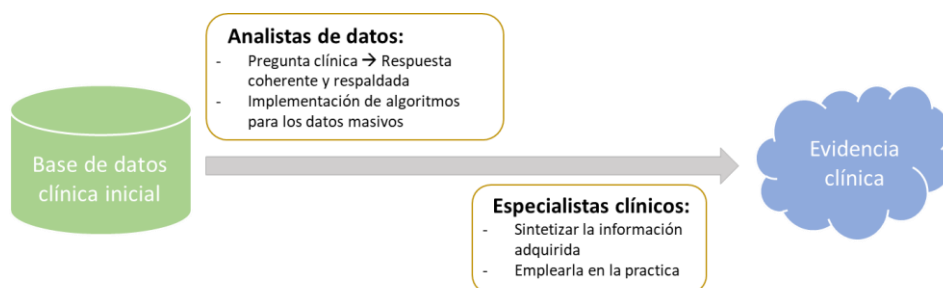 Analistas de datos:
- Pregunta clínica → Respuesta
coherente y respaldada
- Implementación de algoritmos
para los datos masivos
Base de datos
clínica inicial
Evidencia
clínica
Especialistas clínicos:
- Sintetizar la información
adquirida
- Emplearla en la practica